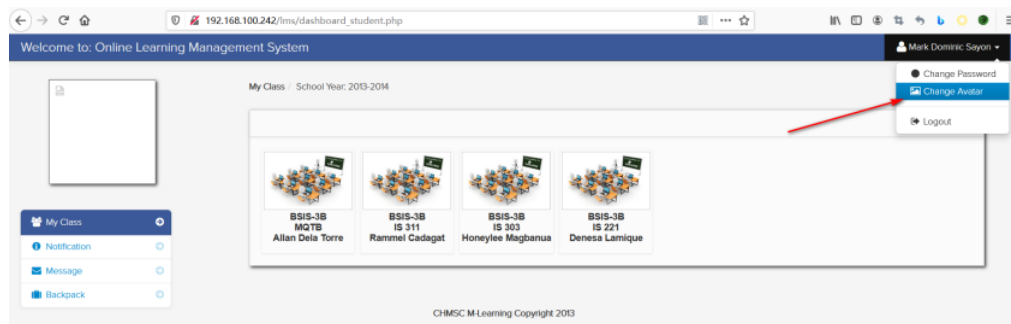 192.168.100.242/lms/dashboard_student.php
Welcome to: Online Learning Management System
Mark Dominic Sayon
Change Password
Change Avatar
Logout
My Class / School Year: 2013-2014
BSIS-3B
MQTB
Allan Dela Torre
BSIS-3B
IS 311
Rammel Cadagat
BSIS-3B
IS 303
Honeylee Magbanua
BSIS-3B
IS 221
Denesa Lamique
My Class
Notification
Message
Backpack
CHMSC M-Learning Copyright 2013